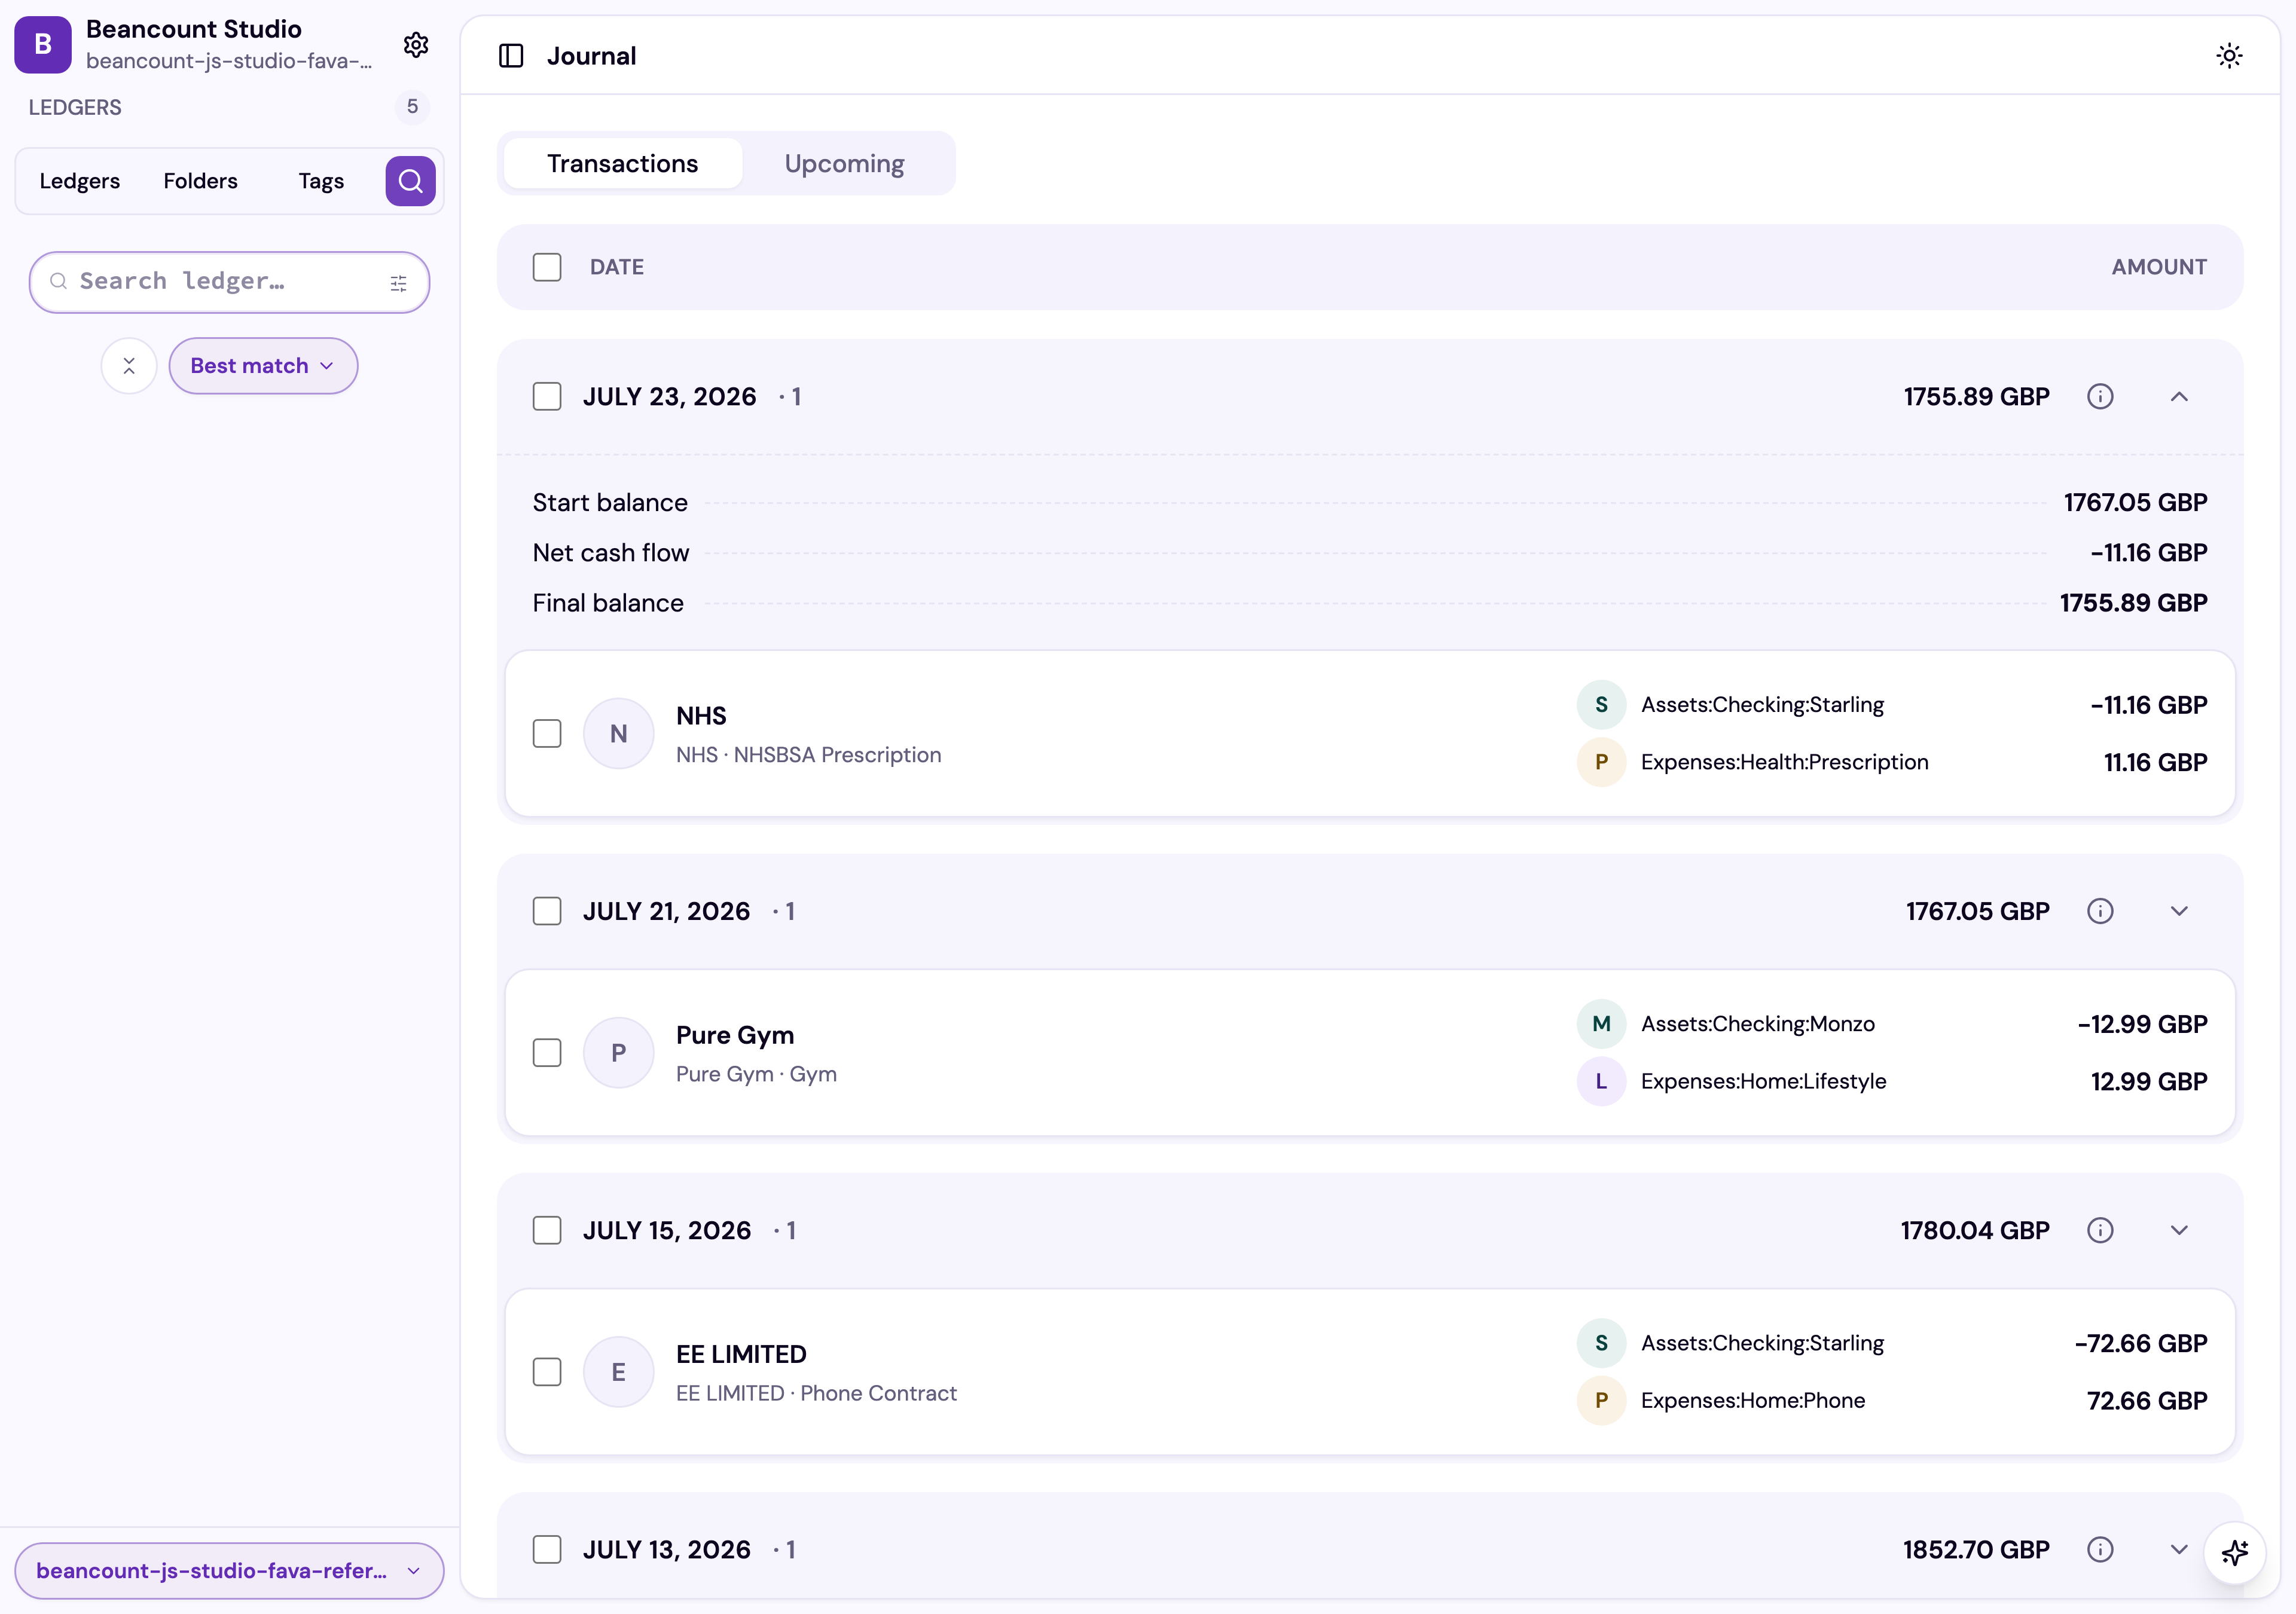 B
Beancount Studio
beancount-js-studio-fava-...
LEDGERS 5
Ledgers Folders Tags
Search ledger…
Best match
beancount-js-studio-fava-refer...
Journal
Transactions Upcoming
DATE AMOUNT
JULY 23, 2026 · 1 1755.89 GBP
Start balance 1767.05 GBP
Net cash flow -11.16 GBP
Final balance 1755.89 GBP
N
NHS
NHS · NHSBSA Prescription
S Assets:Checking:Starling -11.16 GBP
P Expenses:Health:Prescription 11.16 GBP
JULY 21, 2026 · 1 1767.05 GBP
P
Pure Gym
Pure Gym · Gym
M Assets:Checking:Monzo -12.99 GBP
L Expenses:Home:Lifestyle 12.99 GBP
JULY 15, 2026 · 1 1780.04 GBP
E
EE LIMITED
EE LIMITED · Phone Contract
S Assets:Checking:Starling -72.66 GBP
P Expenses:Home:Phone 72.66 GBP
JULY 13, 2026 · 1 1852.70 GBP